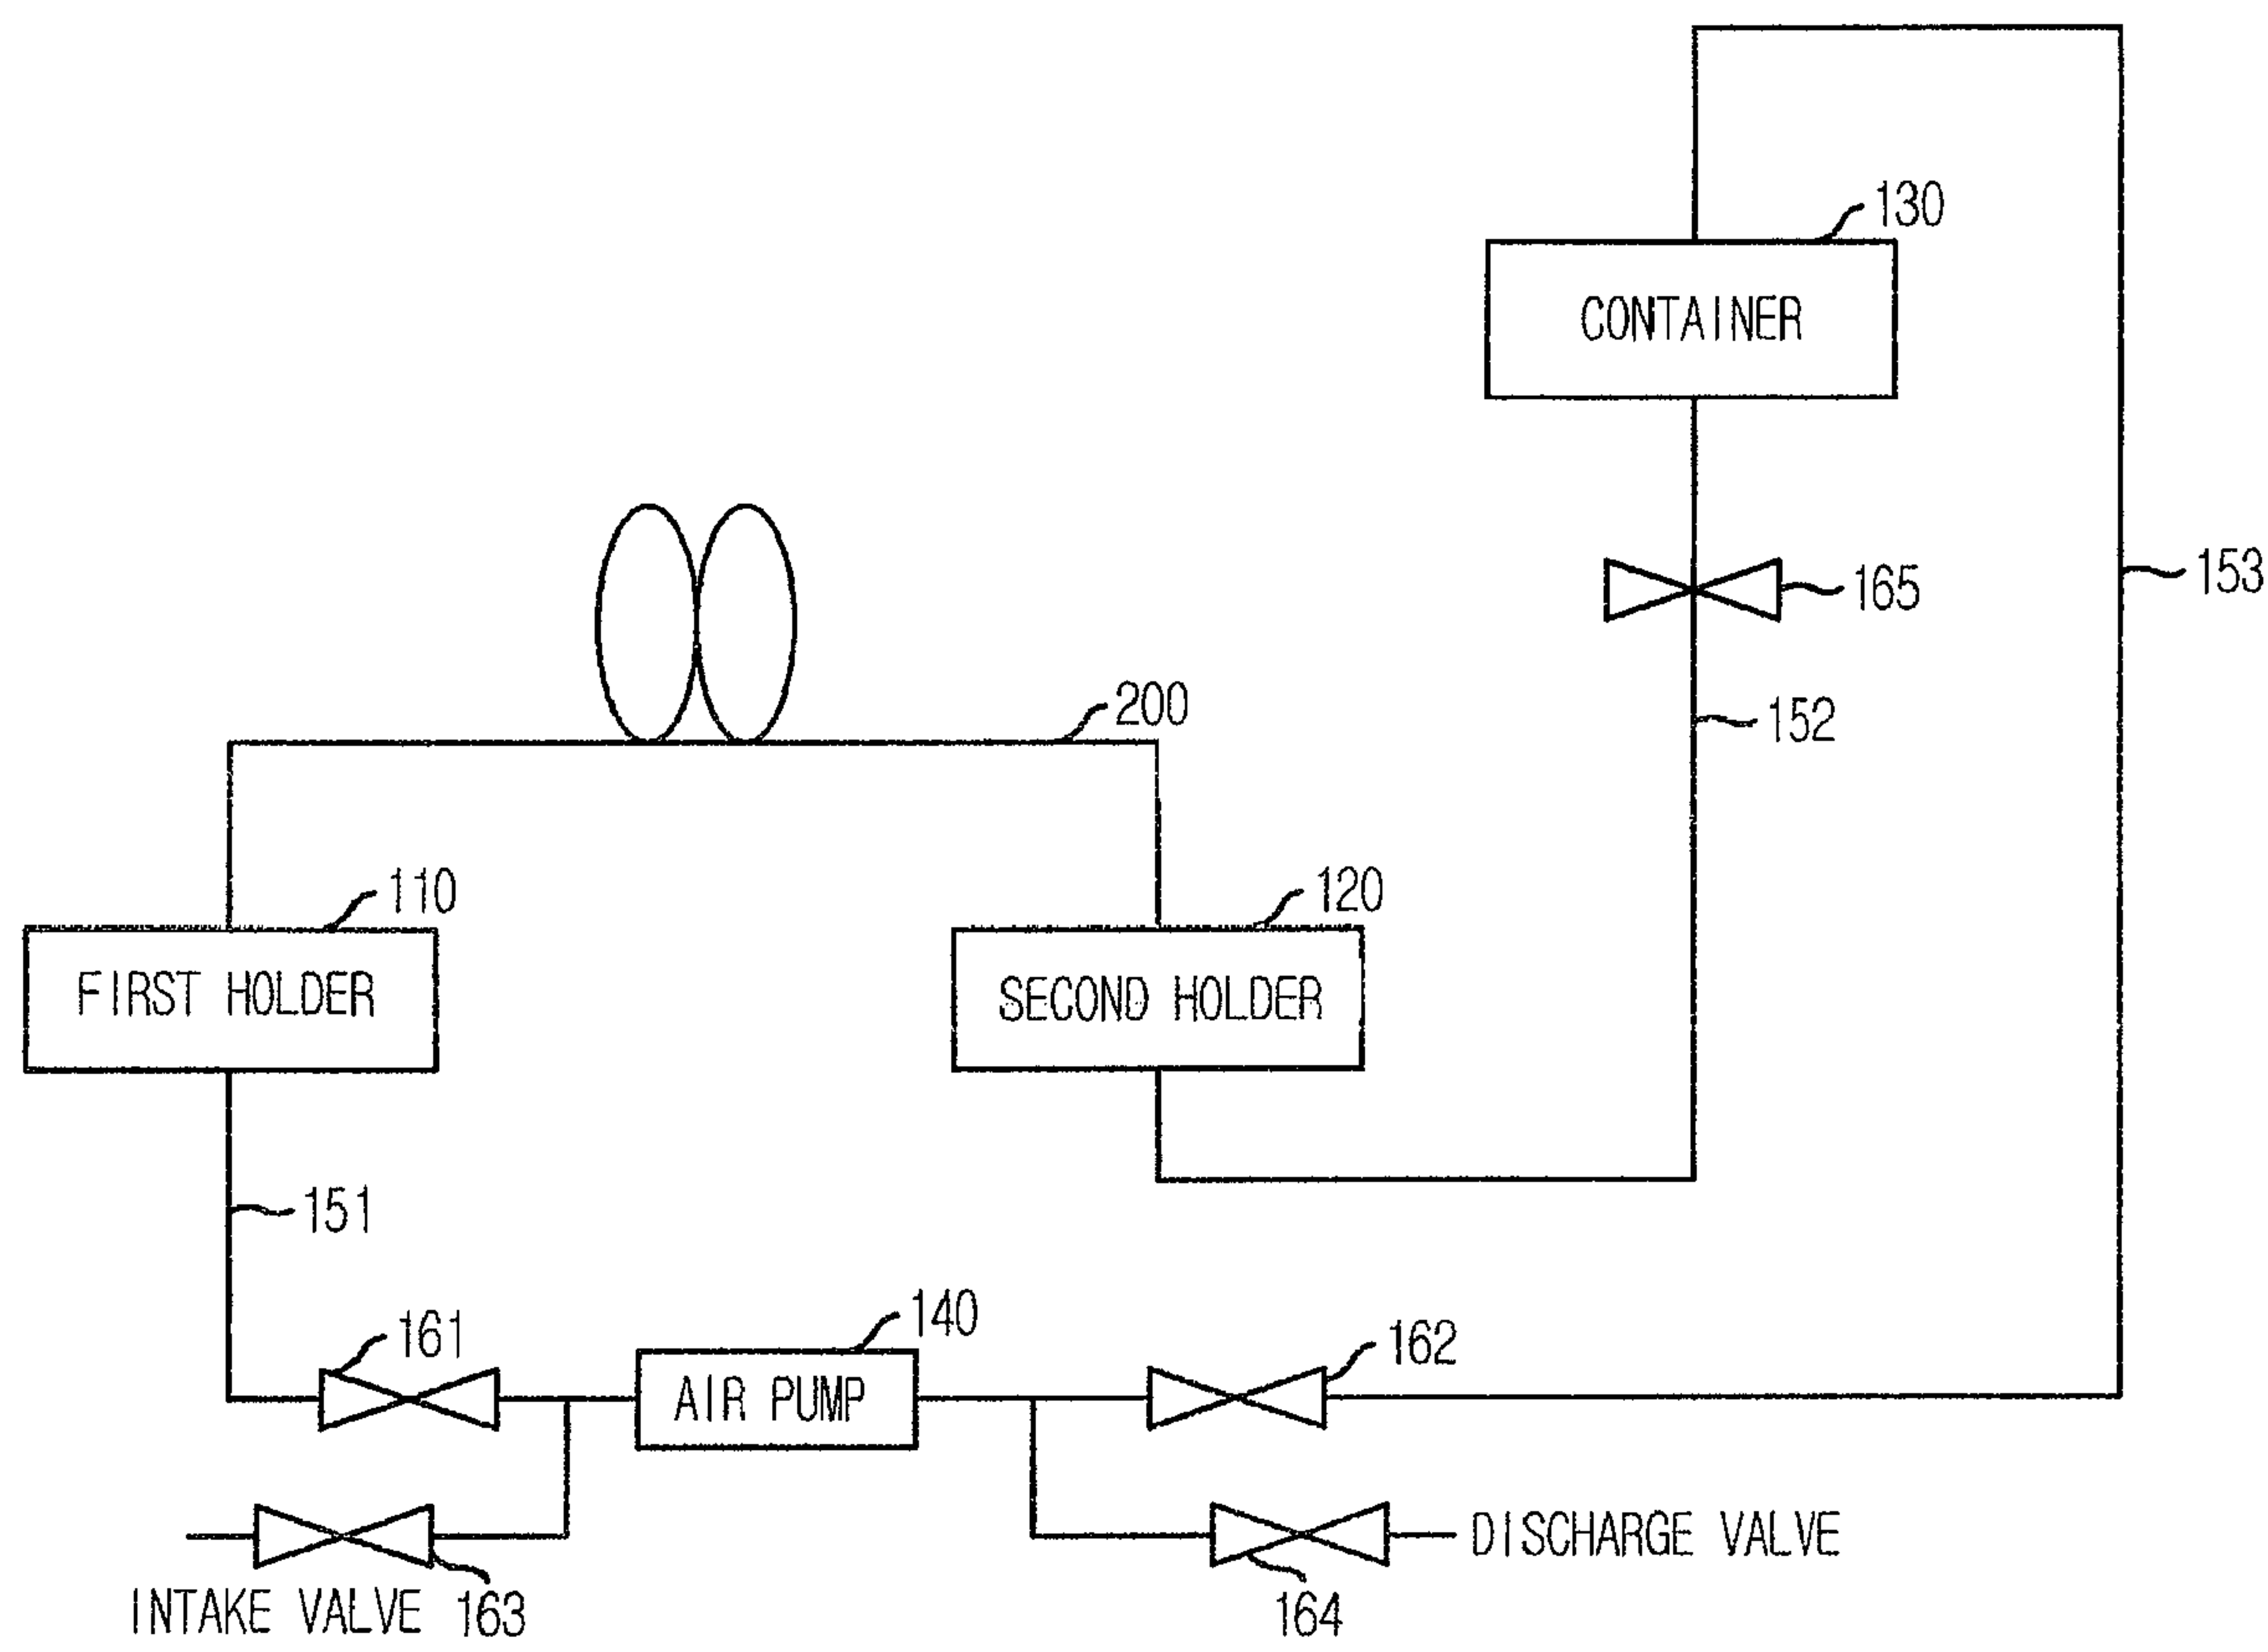 130
CONTAINER
165
153
200
152
110
120
FIRST HOLDER
SECOND HOLDER
151
161
140
162
AIR PUMP
DISCHARGE VALVE
INTAKE VALVE 163
164